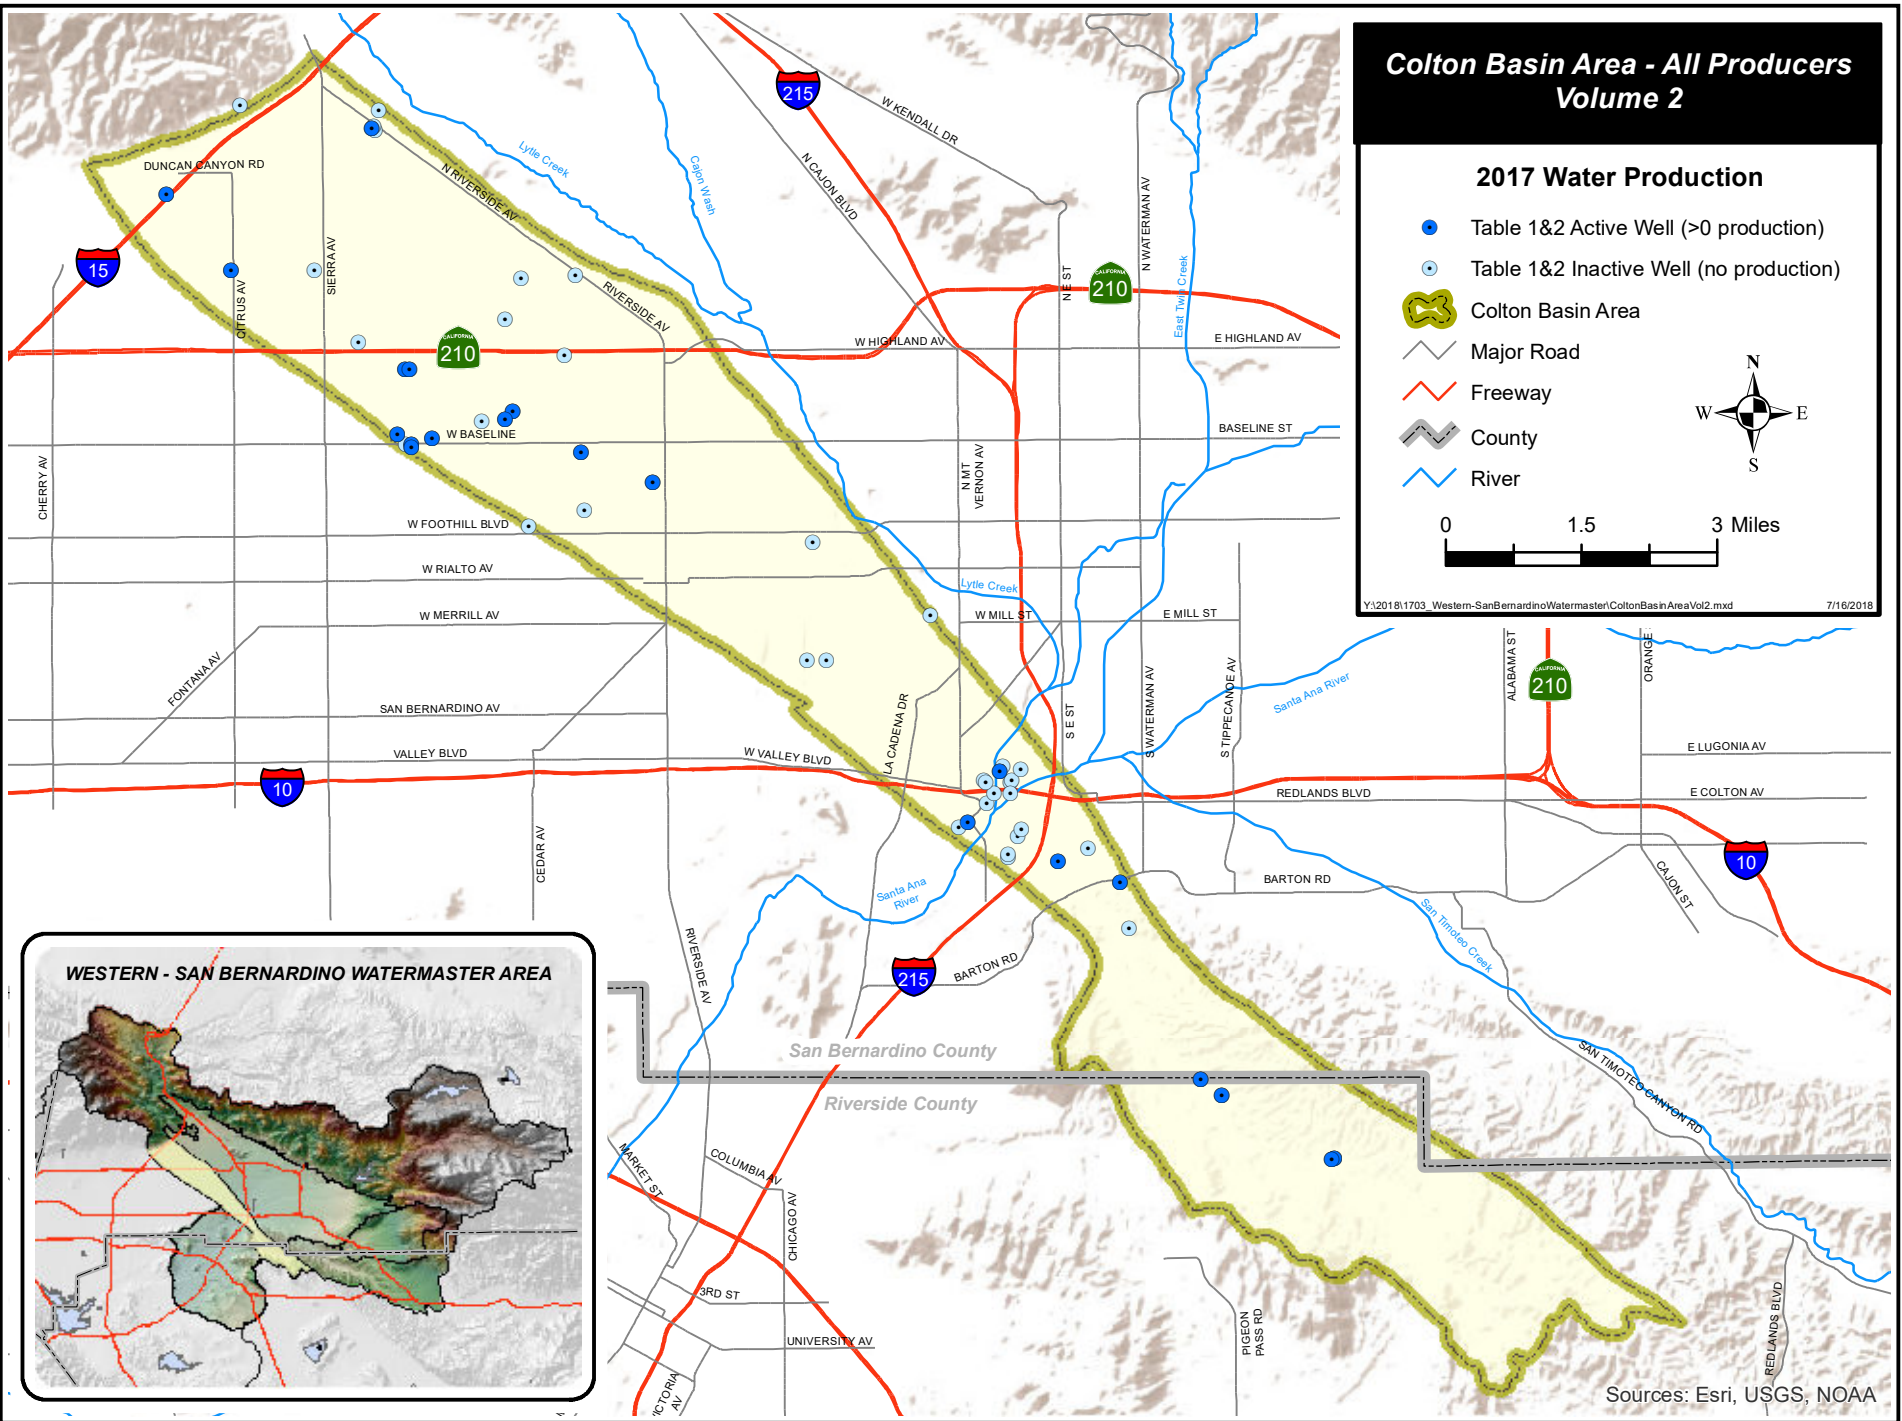 Colton Basin Area - All Producers
Volume 2
2017 Water Production
Table 1&2 Active Well (>0 production)
Table 1&2 Inactive Well (no production)
Colton Basin Area
Major Road
Freeway
County
River
N
W
E
S
0
1.5
3 Miles
Y:\2018\1703_Western-SanBernardinoWatermaster\ColtonBasinAreaVol2.mxd
7/16/2018
215
W KENDALL DR
N CAJON BLVD
Lytle Creek
Cajon Wash
DUNCAN CANYON RD
N RIVERSIDE AV
N WATERMAN AV
East Twin Creek
15
SIERRA AV
CITRUS AV
RIVERSIDE AV
N E ST
CALIFORNIA
210
CALIFORNIA
210
W HIGHLAND AV
E HIGHLAND AV
W BASELINE
BASELINE ST
CHERRY AV
N MT
VERNON AV
W FOOTHILL BLVD
W RIALTO AV
Lytle Creek
W MERRILL AV
W MILL ST
E MILL ST
FONTANA AV
SAN BERNARDINO AV
LA CADENA DR
S E ST
S WATERMAN AV
S TIPPECANOE AV
Santa Ana River
ALABAMA ST
CALIFORNIA
210
ORANGE
VALLEY BLVD
W VALLEY BLVD
E LUGONIA AV
10
REDLANDS BLVD
E COLTON AV
CEDAR AV
10
CAJON ST
Santa Ana
River
BARTON RD
San Timoteo Creek
RIVERSIDE AV
215
BARTON RD
WESTERN - SAN BERNARDINO WATERMASTER AREA
San Bernardino County
Riverside County
SAN TIMOTEO CANYON RD
MARKET ST
COLUMBIA AV
CHICAGO AV
3RD ST
UNIVERSITY AV
PIGEON
PASS RD
REDLANDS BLVD
ICTORIA
AV
Sources: Esri, USGS, NOAA